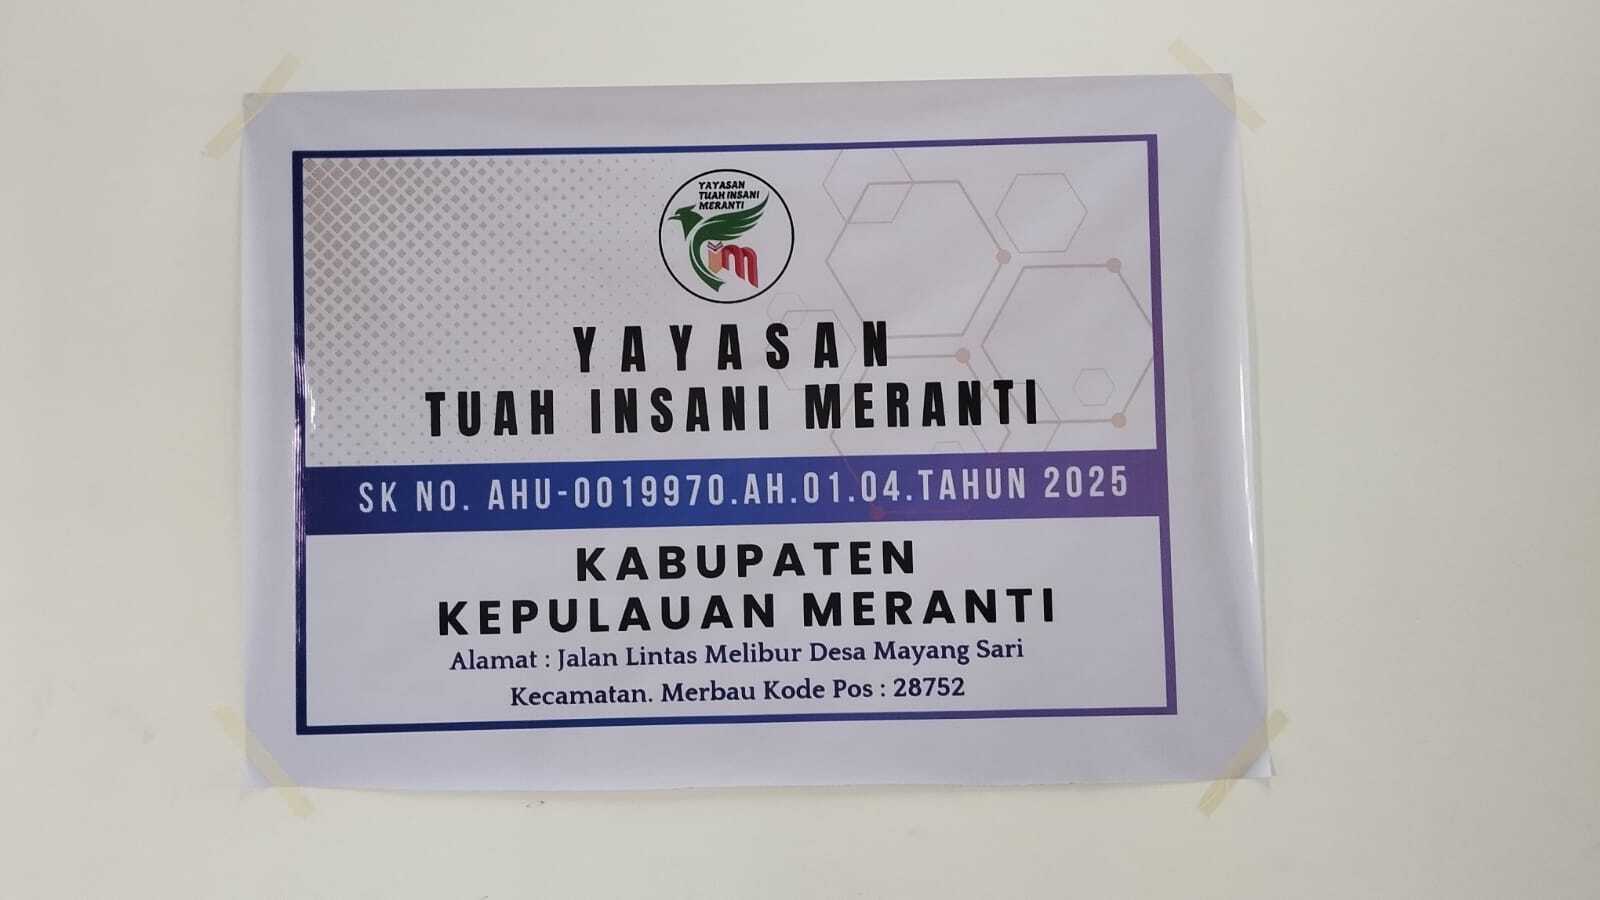 YAYASAN
TUAH INSANI
MERANTI
YAYASAN
TUAH INSANI MERANTI
SK NO. AHU-0019970.AH.01.04.TAHUN 2025
KABUPATEN
KEPULAUAN MERANTI
Alamat : Jalan Lintas Melibur Desa Mayang Sari
Kecamatan. Merbau Kode Pos : 28752